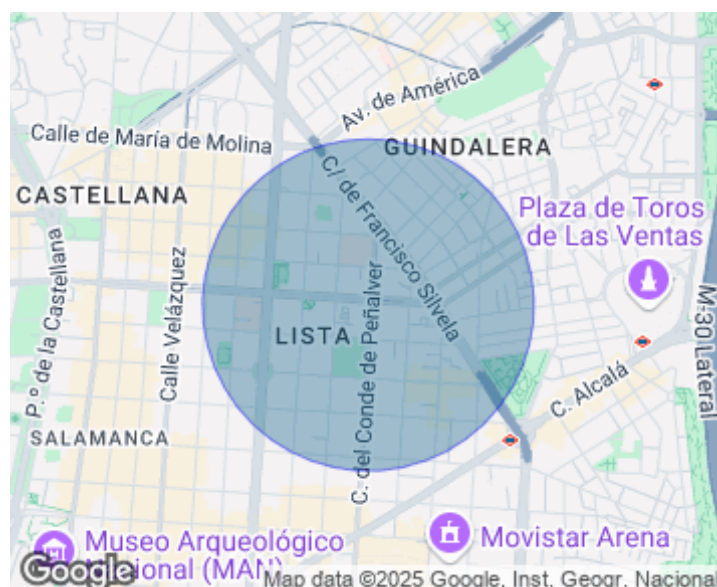 Av. de América
Calle de María de Molina
GUINDALERA
C/ de Francisco Silvela
CASTELLANA
Plaza de Toros
de Las Ventas
P.º de la Castellana
Calle Velázquez
C. del Conde de Peñalver
M-30 Lateral
LISTA
C. Alcalá
SALAMANCA
Museo Arqueológico
Nacional (MAN)
Movistar Arena
Google
Map data ©2025 Google, Inst. Geogr. Nacional